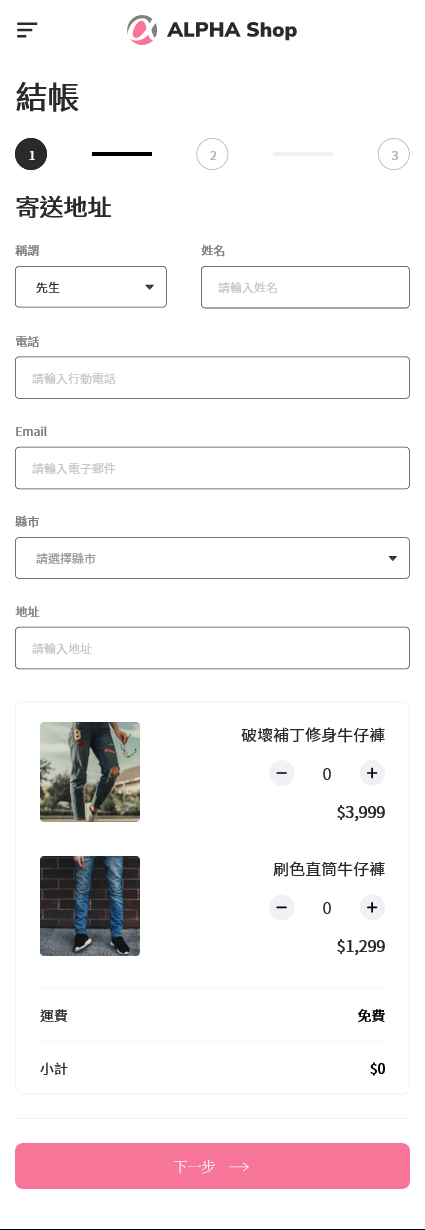 ALPHA Shop
結帳
1
2
3
寄送地址
稱謂
姓名
先生
請輸入姓名
電話
請輸入行動電話
Email
請輸入電子郵件
縣市
請選擇縣市
地址
請輸入地址
破壞補丁修身牛仔褲
0
$3,999
刷色直筒牛仔褲
0
$1,299
運費
免費
小計
$0
下一步